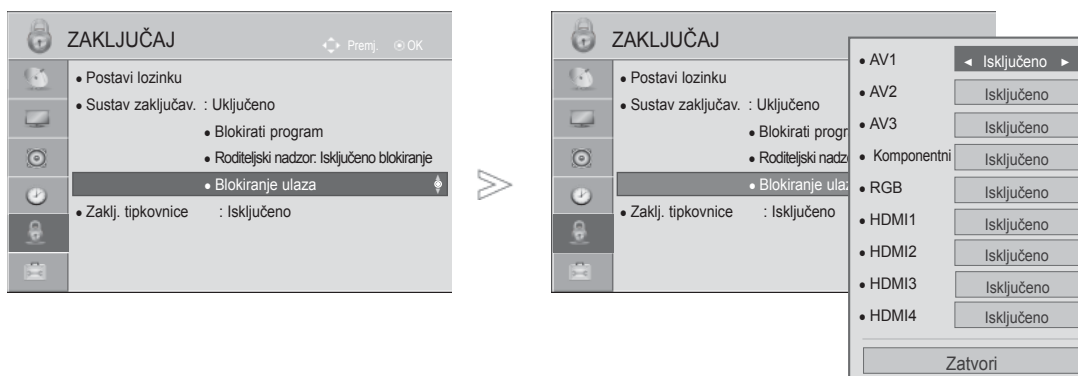 ZAKLJUČAJ
Premj. OK
• Postavi lozinku
• Sustav zaključav. : Uključeno
• Blokirati program
• Roditeljski nadzor: Isključeno blokiranje
• Blokiranje ulaza
• Zaklj. tipkovnice : Isključeno
ZAKLJUČAJ
• Postavi lozinku
• Sustav zaključav. : Uključeno
• Blokirati progr
• Roditeljski nadzo
• Blokiranje ulaz
• Zaklj. tipkovnice : Isključeno
• AV1 ◄ Isključeno ►
• AV2 Isključeno
• AV3 Isključeno
• Komponentni Isključeno
• RGB Isključeno
• HDMI1 Isključeno
• HDMI2 Isključeno
• HDMI3 Isključeno
• HDMI4 Isključeno
Zatvori